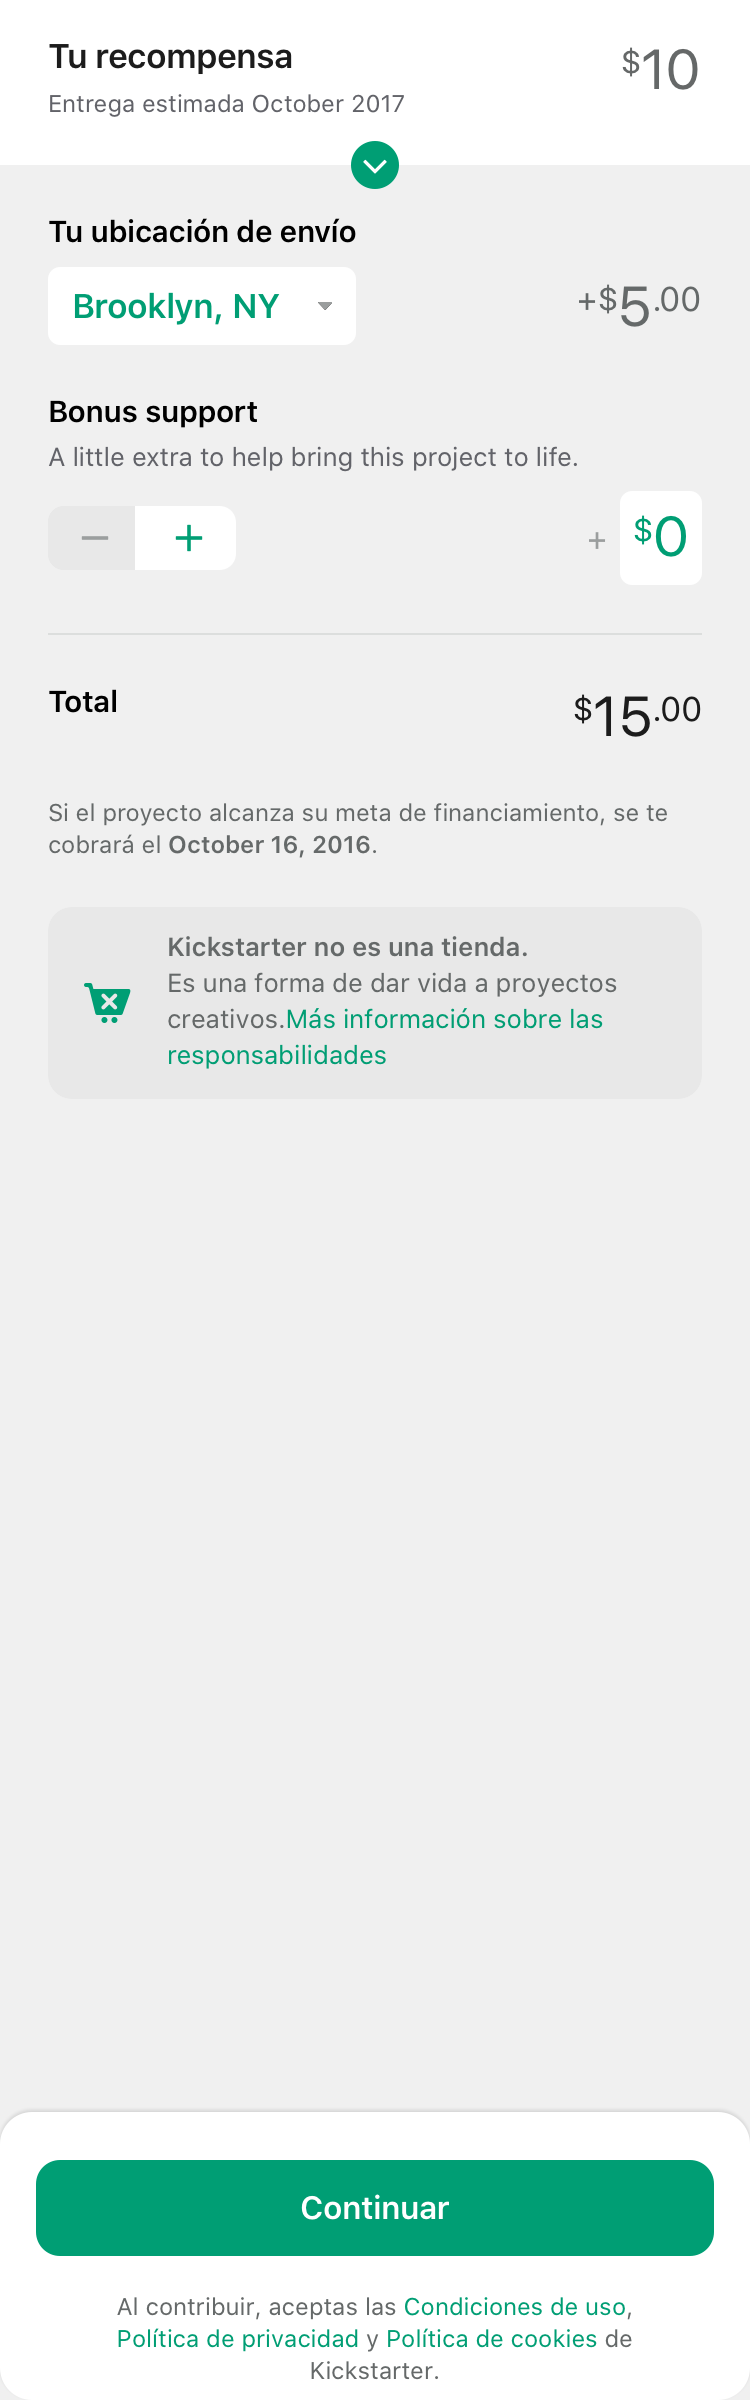 Tu recompensa
$10
Entrega estimada October 2017
Tu ubicación de envío
Brooklyn, NY
+$5.00
Bonus support
A little extra to help bring this project to life.
− +
+ $0
Total
$15.00
Si el proyecto alcanza su meta de financiamiento, se te
cobrará el October 16, 2016.
Kickstarter no es una tienda.
Es una forma de dar vida a proyectos
creativos.Más información sobre las
responsabilidades
Continuar
Al contribuir, aceptas las Condiciones de uso,
Política de privacidad y Política de cookies de
Kickstarter.